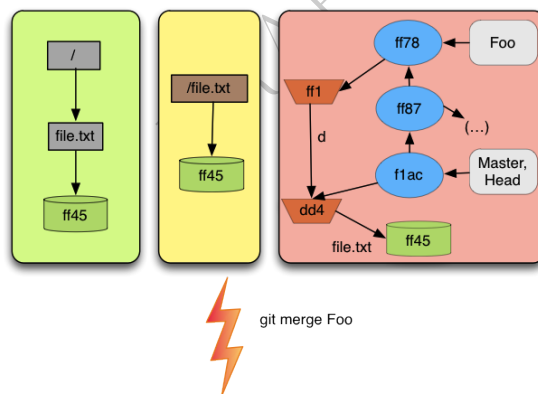 /
file.txt
ff45
/file.txt
ff45
ff78
Foo
ff1
ff87
(...)
d
f1ac
Master,
Head
dd4
file.txt
ff45
git merge Foo